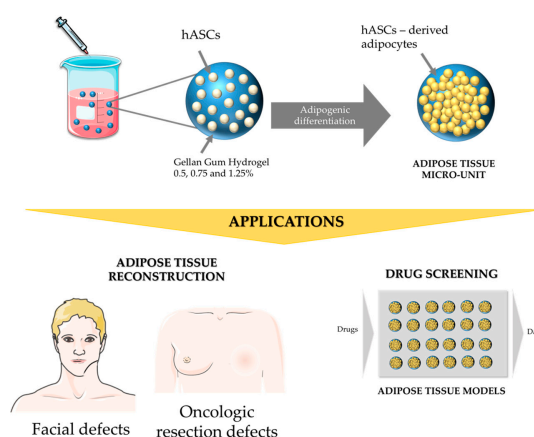 hASCs
hASCs – derived
adipocytes
Adipogenic
differentiation
Gellan Gum Hydrogel
0.5, 0.75 and 1.25%
ADIPOSE TISSUE
MICRO-UNIT
APPLICATIONS
ADIPOSE TISSUE
RECONSTRUCTION
Facial defects
Oncologic
resection defects
DRUG SCREENING
Drugs
ADIPOSE TISSUE MODELS